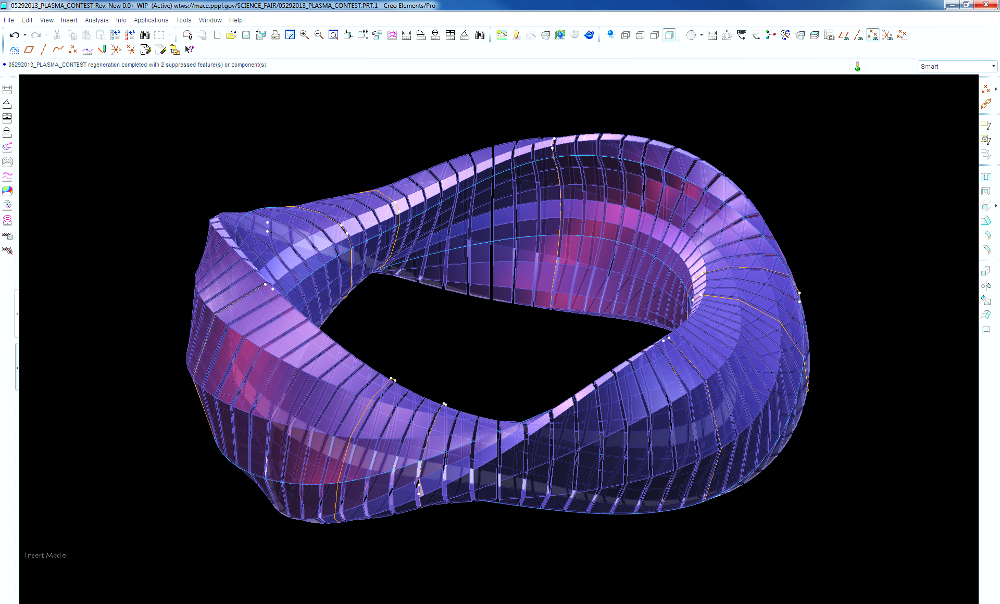 05292013_PLASMA_CONTEST Rev: New 0.0+ WIP (Active) wtws://mace.pppl.gov/SCIENCE_FAIR/05292013_PLASMA_CONTEST.PRT.1 - Creo Elements/Pro
File Edit View Insert Analysis Info Applications Tools Window Help
05292013_PLASMA_CONTEST regeneration completed with 2 suppressed feature(s) or component(s).
Smart
Insert Mode